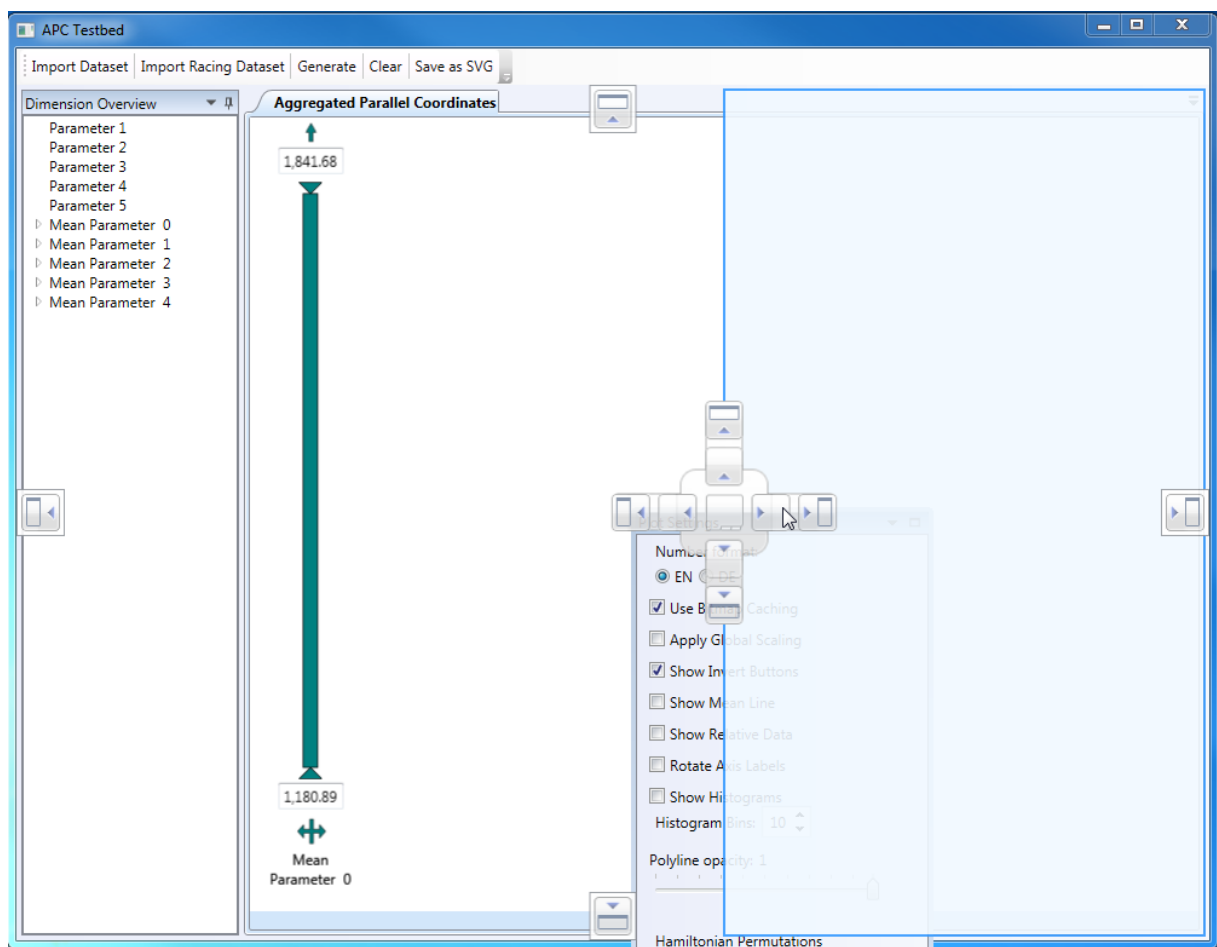 APC Testbed
Import Dataset Import Racing Dataset Generate Clear Save as SVG
Dimension Overview
Parameter 1
Parameter 2
Parameter 3
Parameter 4
Parameter 5
Mean Parameter 0
Mean Parameter 1
Mean Parameter 2
Mean Parameter 3
Mean Parameter 4
Aggregated Parallel Coordinates
1,841.68
1,180.89
Mean
Parameter 0
Plot Settings
Number format:
EN DE
Use Bitmap Caching
Apply Global Scaling
Show Invert Buttons
Show Mean Line
Show Relative Data
Rotate Axis Labels
Show Histograms
Histogram Bins: 10
Polyline opacity: 1
Hamiltonian Permutations